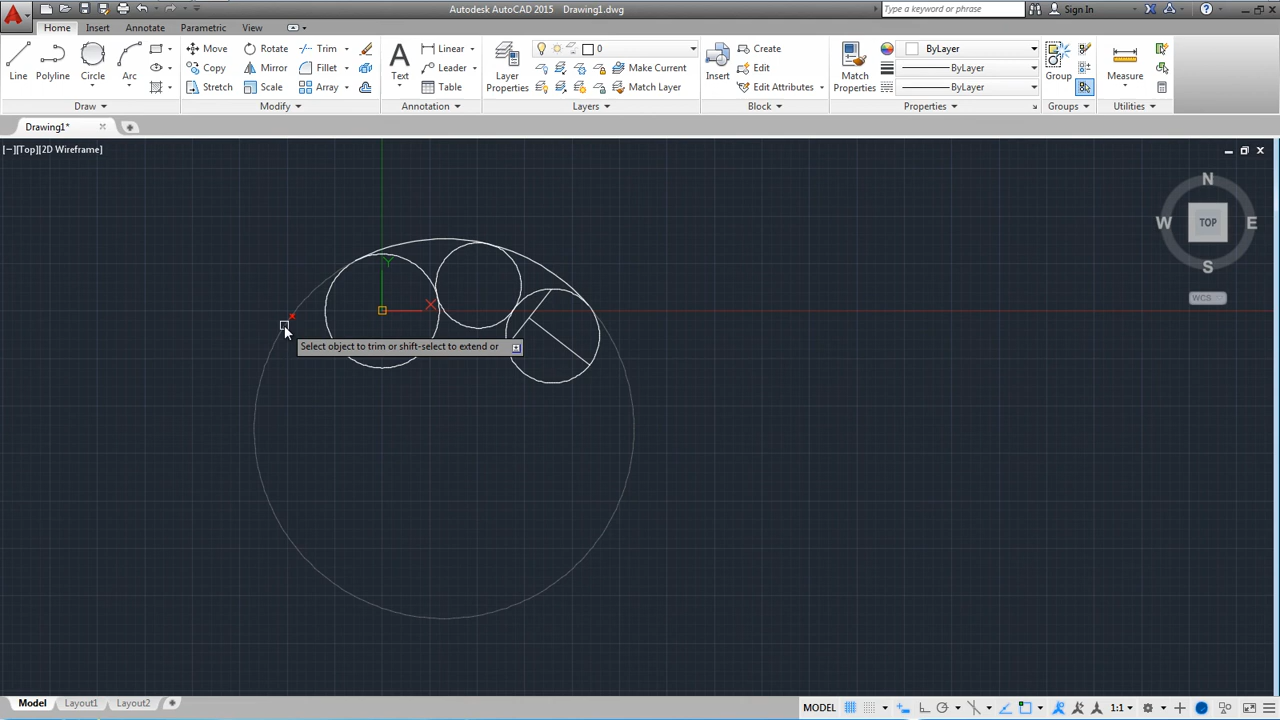 Autodesk AutoCAD 2015 Drawing1.dwg
Type a keyword or phrase
Sign In
Home Insert Annotate Parametric View
Line
Polyline
Circle
Arc
Move
Rotate
Trim
Copy
Mirror
Fillet
Stretch
Scale
Array
Text
Linear
Leader
Table
Layer
Properties
0
Make Current
Match Layer
Insert
Create
Edit
Edit Attributes
Match
Properties
ByLayer
ByLayer
ByLayer
Group
Measure
Draw
Modify
Annotation
Layers
Block
Properties
Groups
Utilities
Drawing1*
[−][Top][2D Wireframe]
N
W
TOP
E
S
WCS
Y
X
Select object to trim or shift-select to extend or
Model Layout1 Layout2
MODEL
1:1